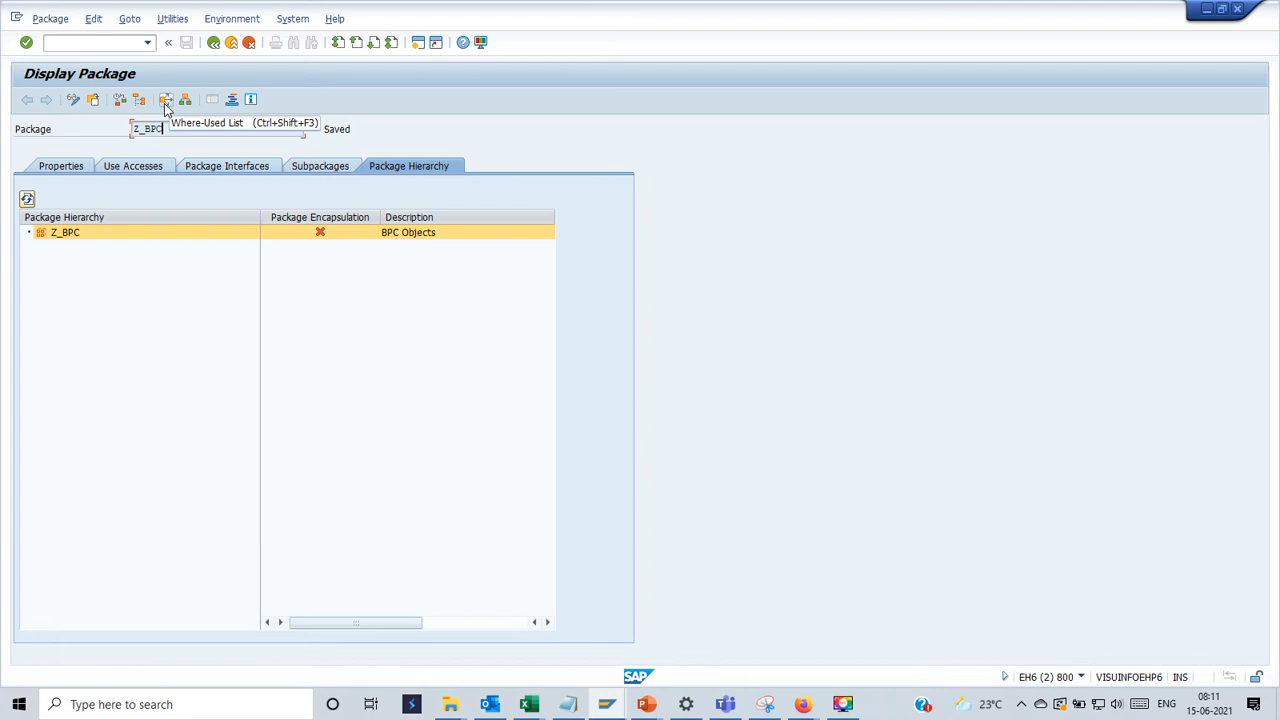 Package Edit Goto Utilities Environment System Help
Display Package
Package Z_BPC Saved
Where-Used List (Ctrl+Shift+F3)
Properties Use Accesses Package Interfaces Subpackages Package Hierarchy
Package Hierarchy Package Encapsulation Description
Z_BPC BPC Objects
SAP
EH6 (2) 800 VISUINFOEHP6 INS
Type here to search
23°C ENG
08:11
15-06-2021